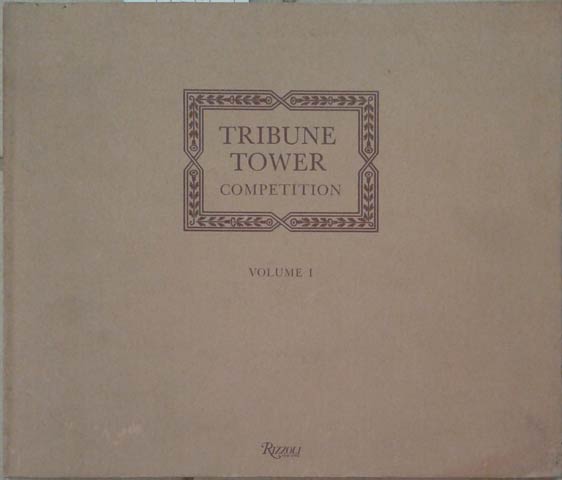 TRIBUNE
TOWER
COMPETITION
VOLUME I
RIZZOLI